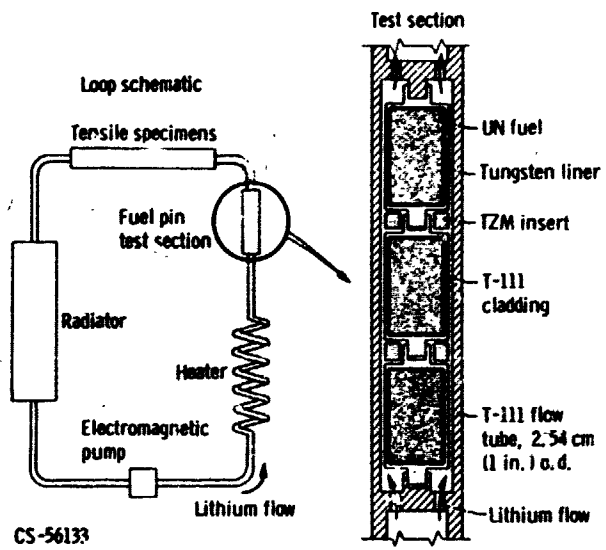 Test section
Loop schematic
Tensile specimens
Fuel pin
test section
Radiator
Heater
Electromagnetic
pump
Lithium flow
CS-56133
UN fuel
Tungsten liner
TZM insert
T-111
cladding
T-111 flow
tube, 2.54 cm
(1 in.) o.d.
Lithium flow